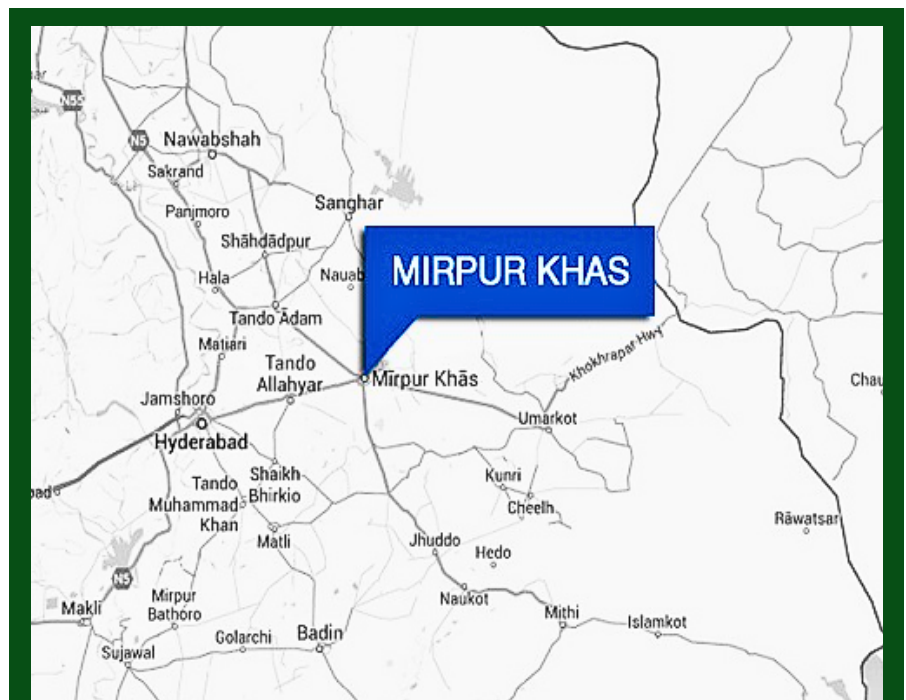 N55
N5
Nawabshah
Sakrand
Sanghar
Panjmoro
Shāhdādpur
MIRPUR KHAS
Hala
Nauab
Tando Ādam
Matiari
Khokhrapar Hwy
Tando
Allahyar
Mīrpur Khās
Chau
Jamshoro
Umarkot
Hyderabad
Shaikh
Bhirkio
Kunri
Tando
Muhammad
Khan
bad
Cheelh
Rāwatsar
Matli
Jhuddo
Hedo
N5
Naukot
Mirpur
Bathoro
Makli
Mithi
Islamkot
Golarchi
Badin
Sujawal